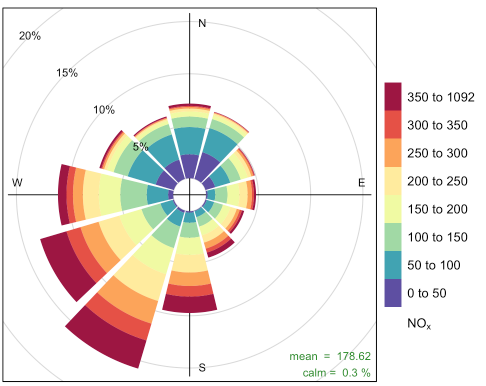 N
20%
15%
10%
5%
W
E
S
mean = 178.62
calm = 0.3 %
350 to 1092
300 to 350
250 to 300
200 to 250
150 to 200
100 to 150
50 to 100
0 to 50
NOₓ